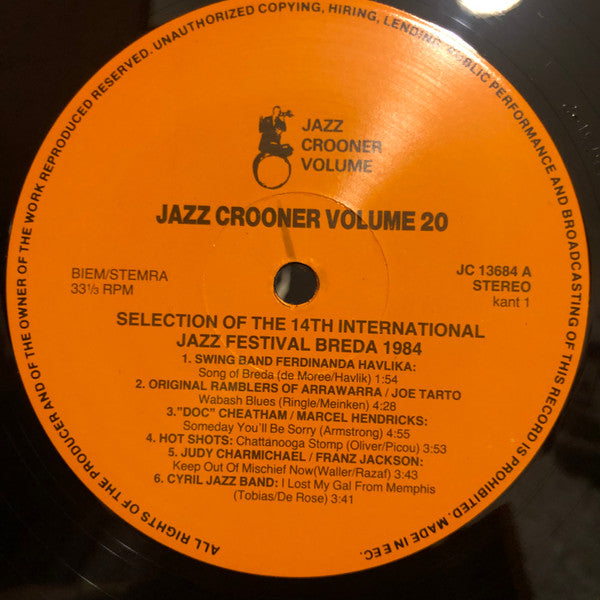 ALL RIGHTS OF THE PRODUCER AND OF THE OWNER OF THE WORK REPRODUCED RESERVED. UNAUTHORIZED COPYING, HIRING, LENDING, PUBLIC PERFORMANCE AND BROADCASTING OF THIS RECORD IS PROHIBITED. MADE IN EEC.
JAZZ
CROONER
VOLUME
JAZZ CROONER VOLUME 20
BIEM/STEMRA
33⅓ RPM
JC 13684 A
STEREO
kant 1
SELECTION OF THE 14TH INTERNATIONAL
JAZZ FESTIVAL BREDA 1984
1. SWING BAND FERDINANDA HAVLIKA:
Song of Breda (de Moree/Havlik) 1:54
2. ORIGINAL RAMBLERS OF ARRAWARRA / JOE TARTO
Wabash Blues (Ringle/Meinken) 4:28
3."DOC" CHEATHAM / MARCEL HENDRICKS:
Someday You'll Be Sorry (Armstrong) 4:55
4. HOT SHOTS: Chattanooga Stomp (Oliver/Picou) 3:53
5. JUDY CHARMICHAEL / FRANZ JACKSON:
Keep Out Of Mischief Now(Waller/Razaf) 3:43
6. CYRIL JAZZ BAND: I Lost My Gal From Memphis
(Tobias/De Rose) 3:41